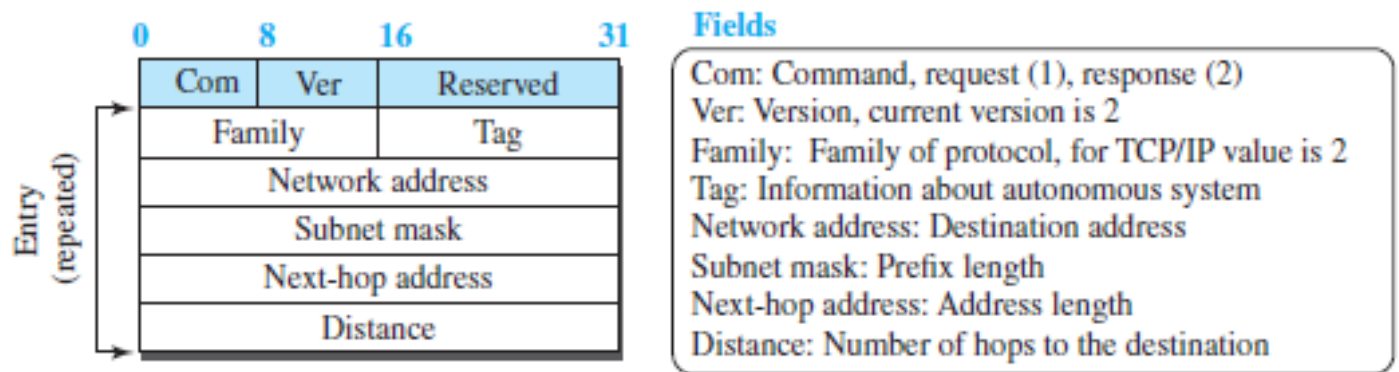 0 8 16 31
Com Ver Reserved
Family Tag
Network address
Subnet mask
Next-hop address
Distance
Entry
(repeated)
Fields
Com: Command, request (1), response (2)
Ver: Version, current version is 2
Family: Family of protocol, for TCP/IP value is 2
Tag: Information about autonomous system
Network address: Destination address
Subnet mask: Prefix length
Next-hop address: Address length
Distance: Number of hops to the destination